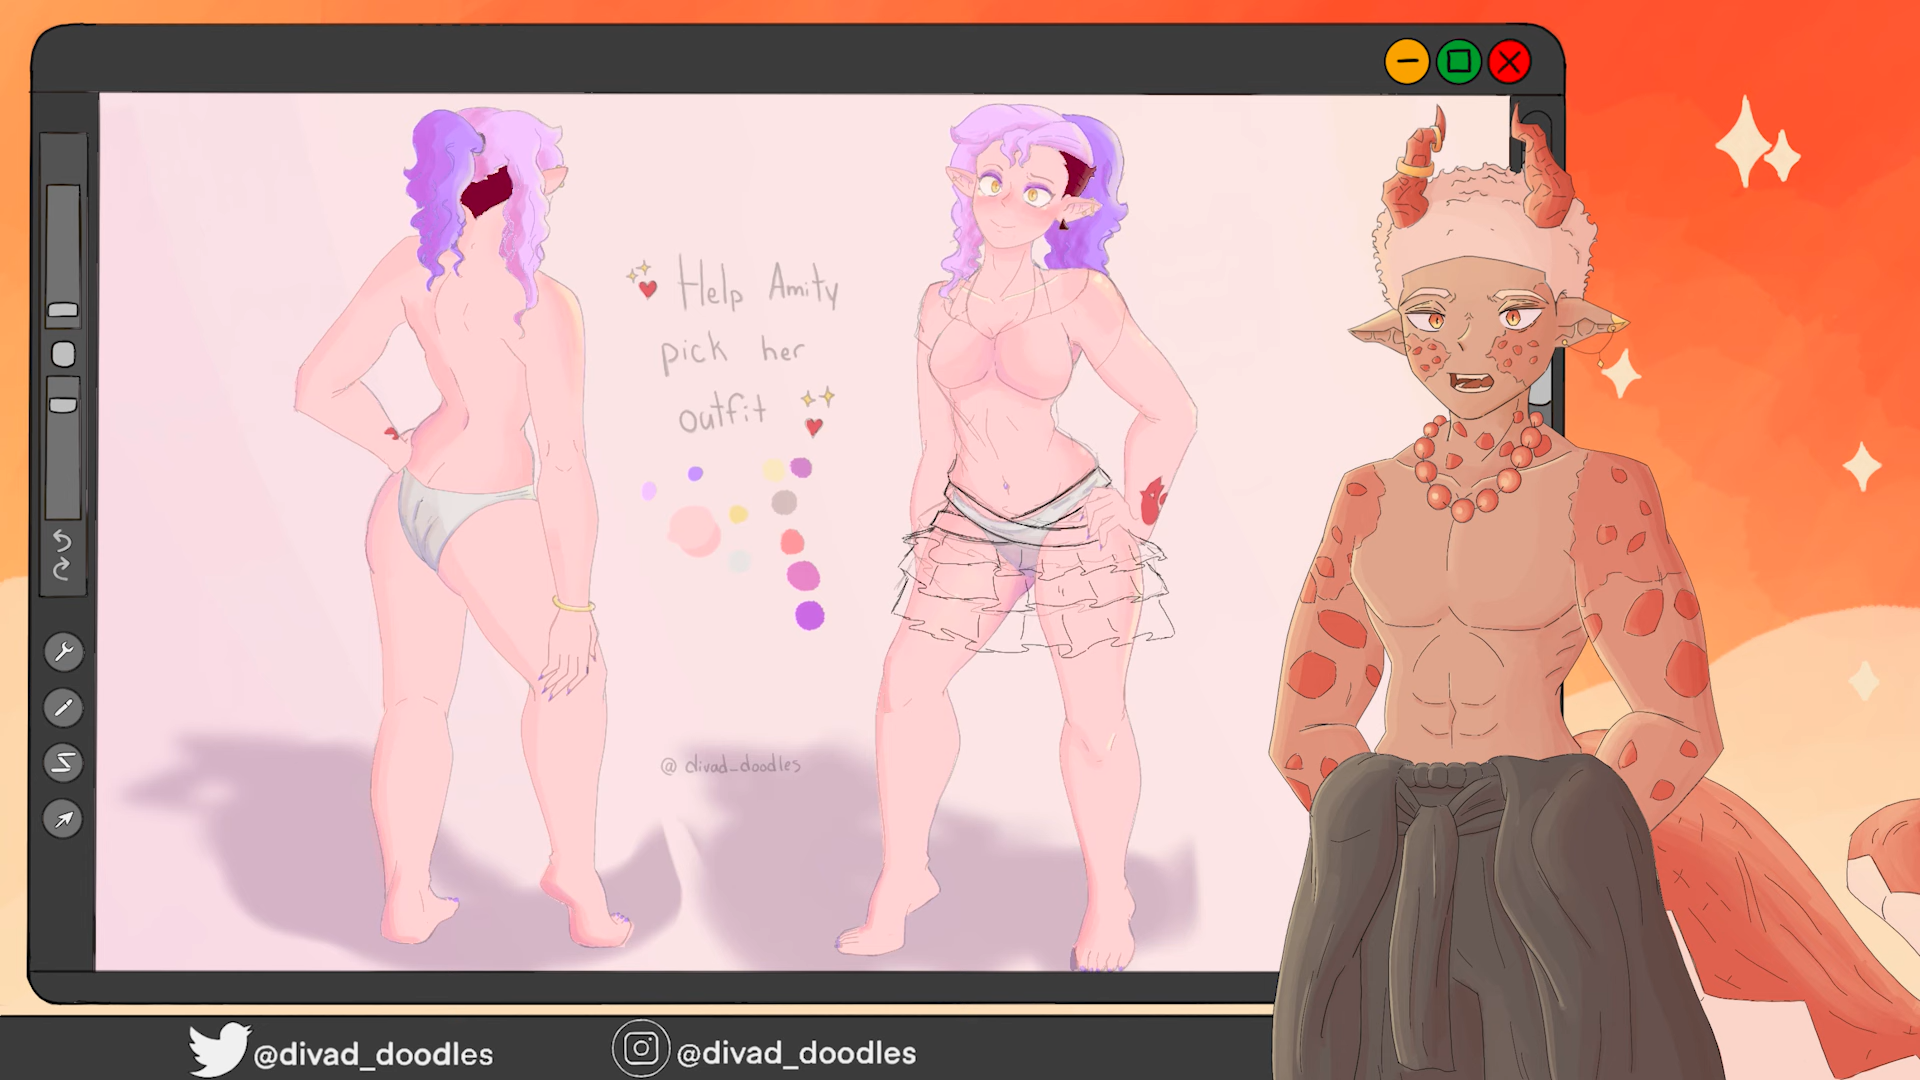 Help Amity
pick her
outfit
@ divad_doodles
@divad_doodles
@divad_doodles